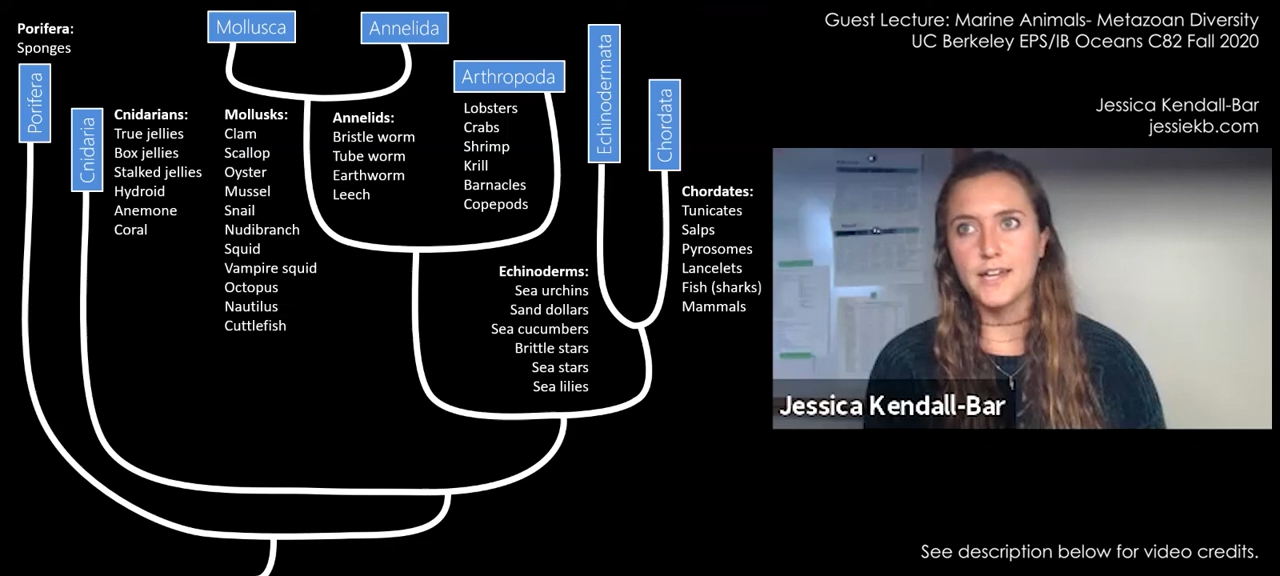 Porifera:
Sponges
Porifera
Cnidaria
Mollusca
Annelida
Arthropoda
Echinodermata
Chordata
Cnidarians:
True jellies
Box jellies
Stalked jellies
Hydroid
Anemone
Coral
Mollusks:
Clam
Scallop
Oyster
Mussel
Snail
Nudibranch
Squid
Vampire squid
Octopus
Nautilus
Cuttlefish
Annelids:
Bristle worm
Tube worm
Earthworm
Leech
Lobsters
Crabs
Shrimp
Krill
Barnacles
Copepods
Echinoderms:
Sea urchins
Sand dollars
Sea cucumbers
Brittle stars
Sea stars
Sea lilies
Chordates:
Tunicates
Salps
Pyrosomes
Lancelets
Fish (sharks)
Mammals
Guest Lecture: Marine Animals- Metazoan Diversity
UC Berkeley EPS/IB Oceans C82 Fall 2020
Jessica Kendall-Bar
jessiekb.com
Jessica Kendall-Bar
See description below for video credits.